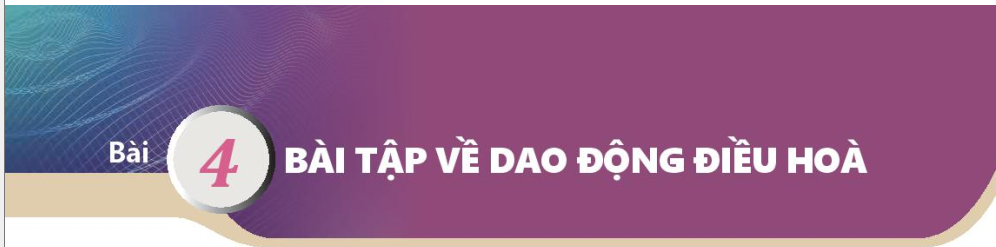 Bài 4 BÀI TẬP VỀ DAO ĐỘNG ĐIỀU HOÀ